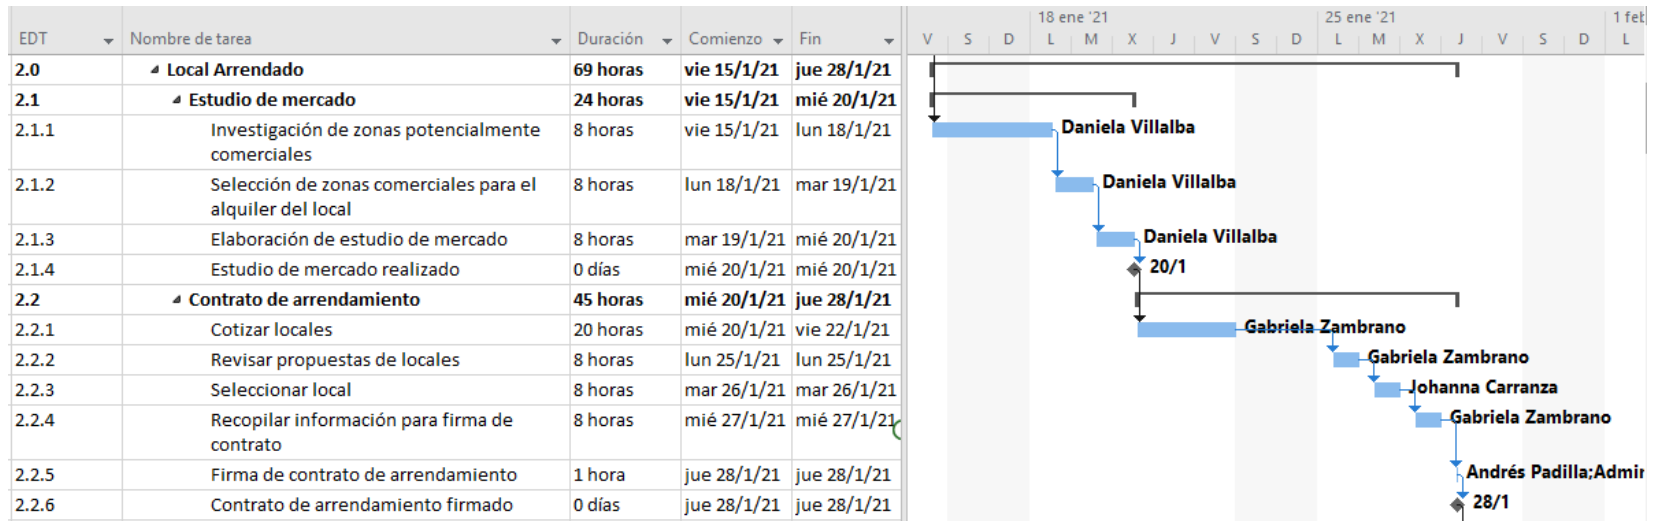 18 ene '21 25 ene '21 1 feb
EDT Nombre de tarea Duración Comienzo Fin V S D L M X J V S D L M X J V S D L
2.0 Local Arrendado 69 horas vie 15/1/21 jue 28/1/21
2.1 Estudio de mercado 24 horas vie 15/1/21 mié 20/1/21
2.1.1 Investigación de zonas potencialmente 8 horas vie 15/1/21 lun 18/1/21 Daniela Villalba
comerciales
2.1.2 Selección de zonas comerciales para el 8 horas lun 18/1/21 mar 19/1/21 Daniela Villalba
alquiler del local
2.1.3 Elaboración de estudio de mercado 8 horas mar 19/1/21 mié 20/1/21 Daniela Villalba
2.1.4 Estudio de mercado realizado 0 días mié 20/1/21 mié 20/1/21 20/1
2.2 Contrato de arrendamiento 45 horas mié 20/1/21 jue 28/1/21
2.2.1 Cotizar locales 20 horas mié 20/1/21 vie 22/1/21 Gabriela Zambrano
2.2.2 Revisar propuestas de locales 8 horas lun 25/1/21 lun 25/1/21 Gabriela Zambrano
2.2.3 Seleccionar local 8 horas mar 26/1/21 mar 26/1/21 Johanna Carranza
2.2.4 Recopilar información para firma de 8 horas mié 27/1/21 mié 27/1/21 Gabriela Zambrano
contrato
2.2.5 Firma de contrato de arrendamiento 1 hora jue 28/1/21 jue 28/1/21 Andrés Padilla;Admir
2.2.6 Contrato de arrendamiento firmado 0 días jue 28/1/21 jue 28/1/21 28/1